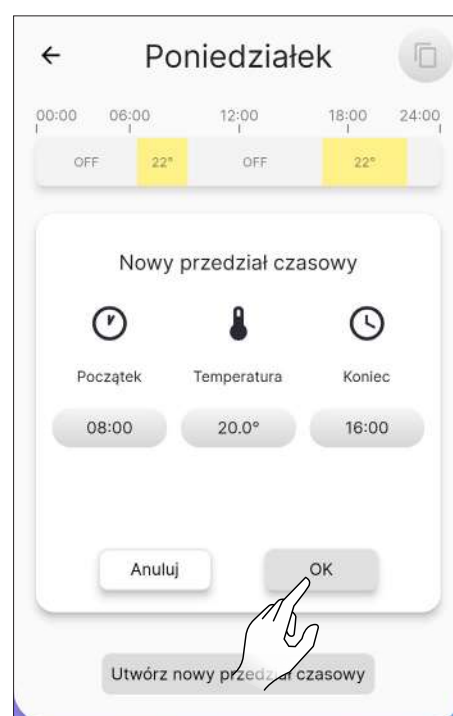 Poniedziałek
00:00 06:00 12:00 18:00 24:00
OFF 22° OFF 22°
Nowy przedział czasowy
Początek Temperatura Koniec
08:00 20.0° 16:00
Anuluj OK
Utwórz nowy przedział czasowy